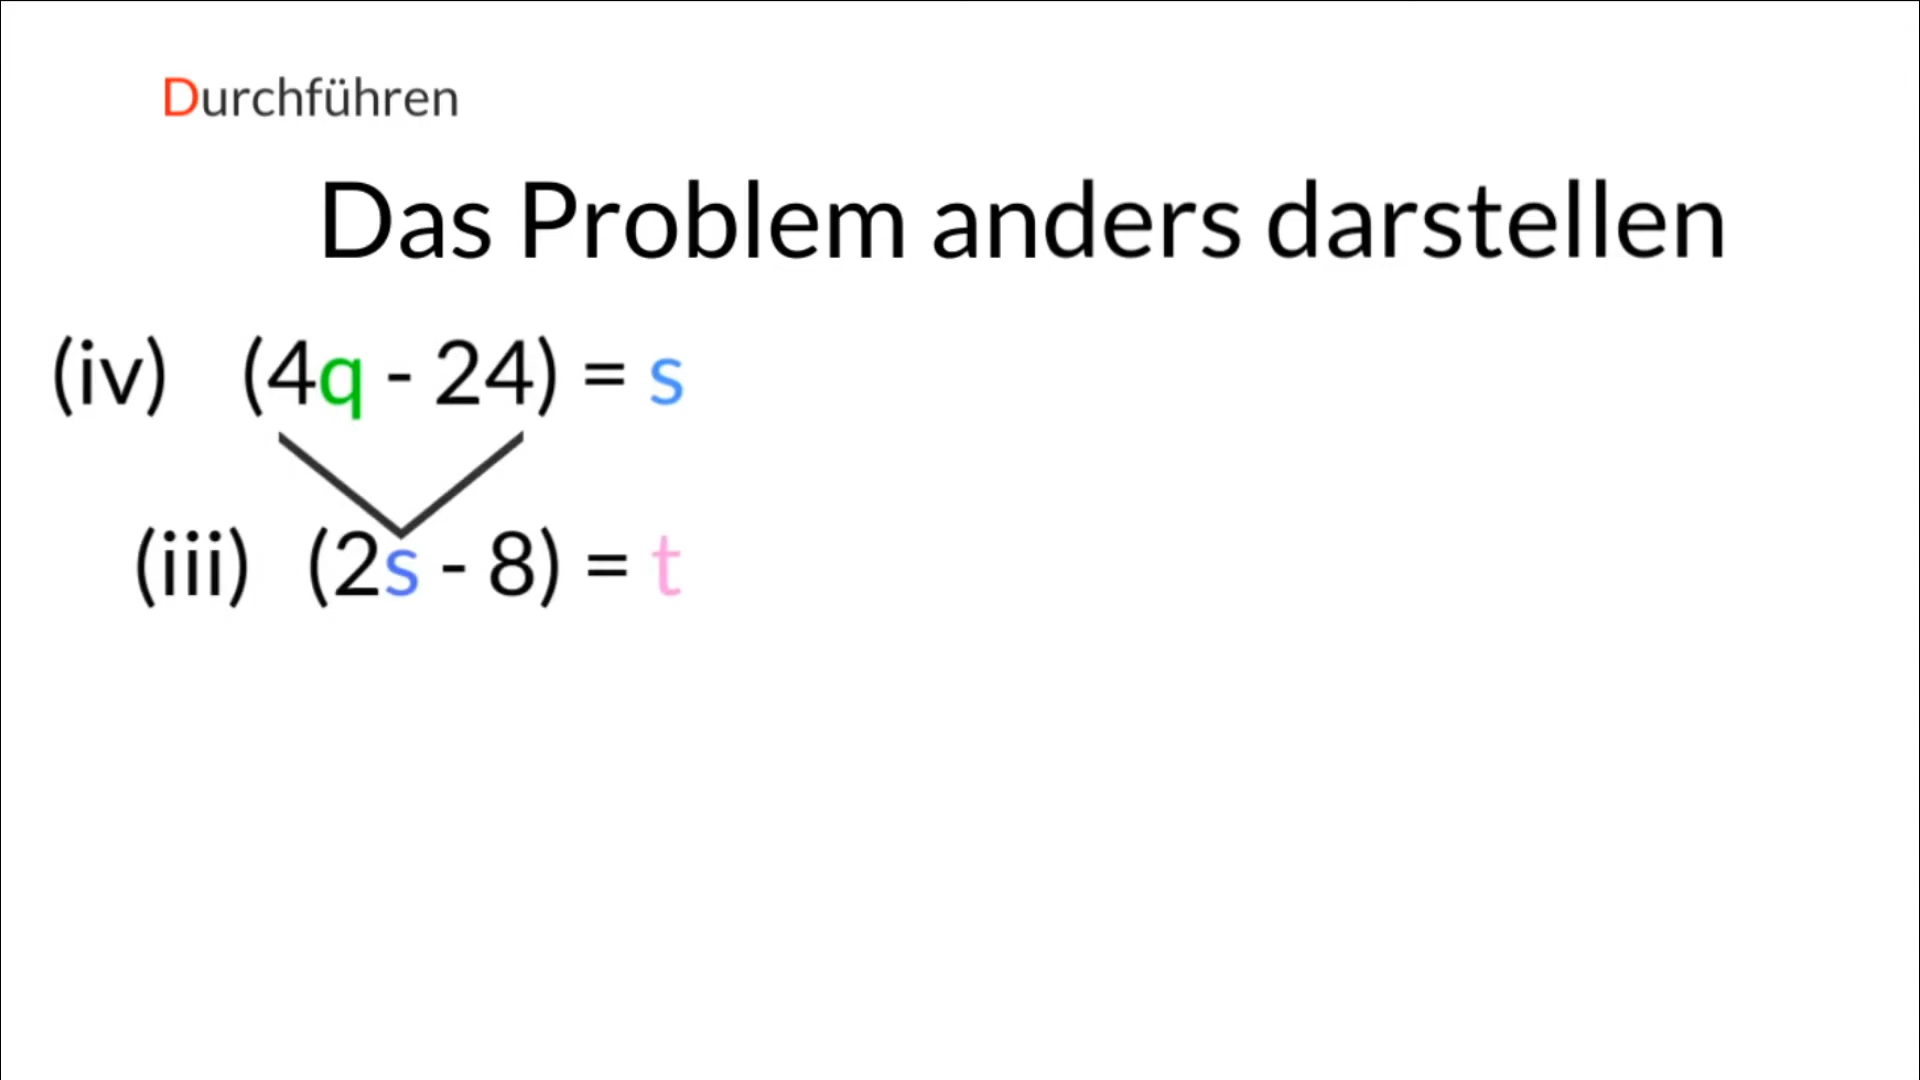 Durchführen
Das Problem anders darstellen
(iv) (4q - 24) = s
(iii) (2s - 8) = t